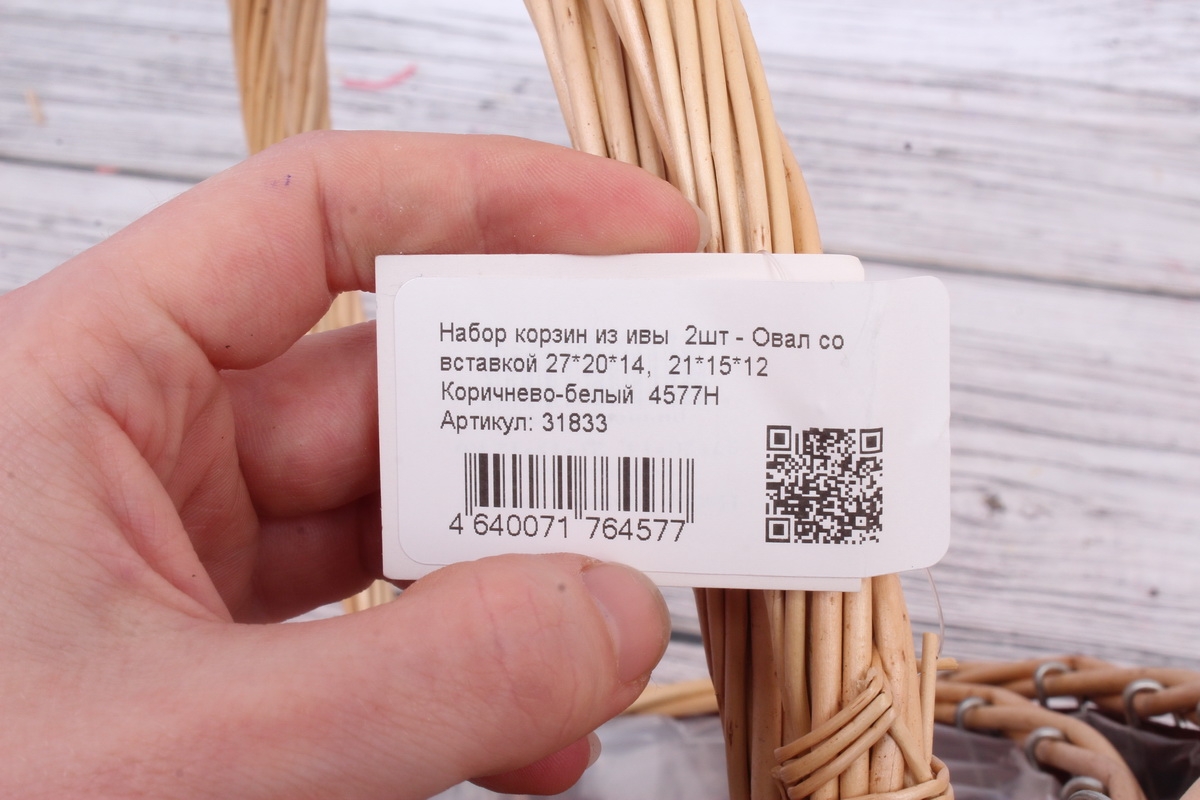 Набор корзин из ивы 2шт - Овал со
вставкой 27*20*14, 21*15*12
Коричнево-белый 4577Н
Артикул: 31833
4 640071 764577